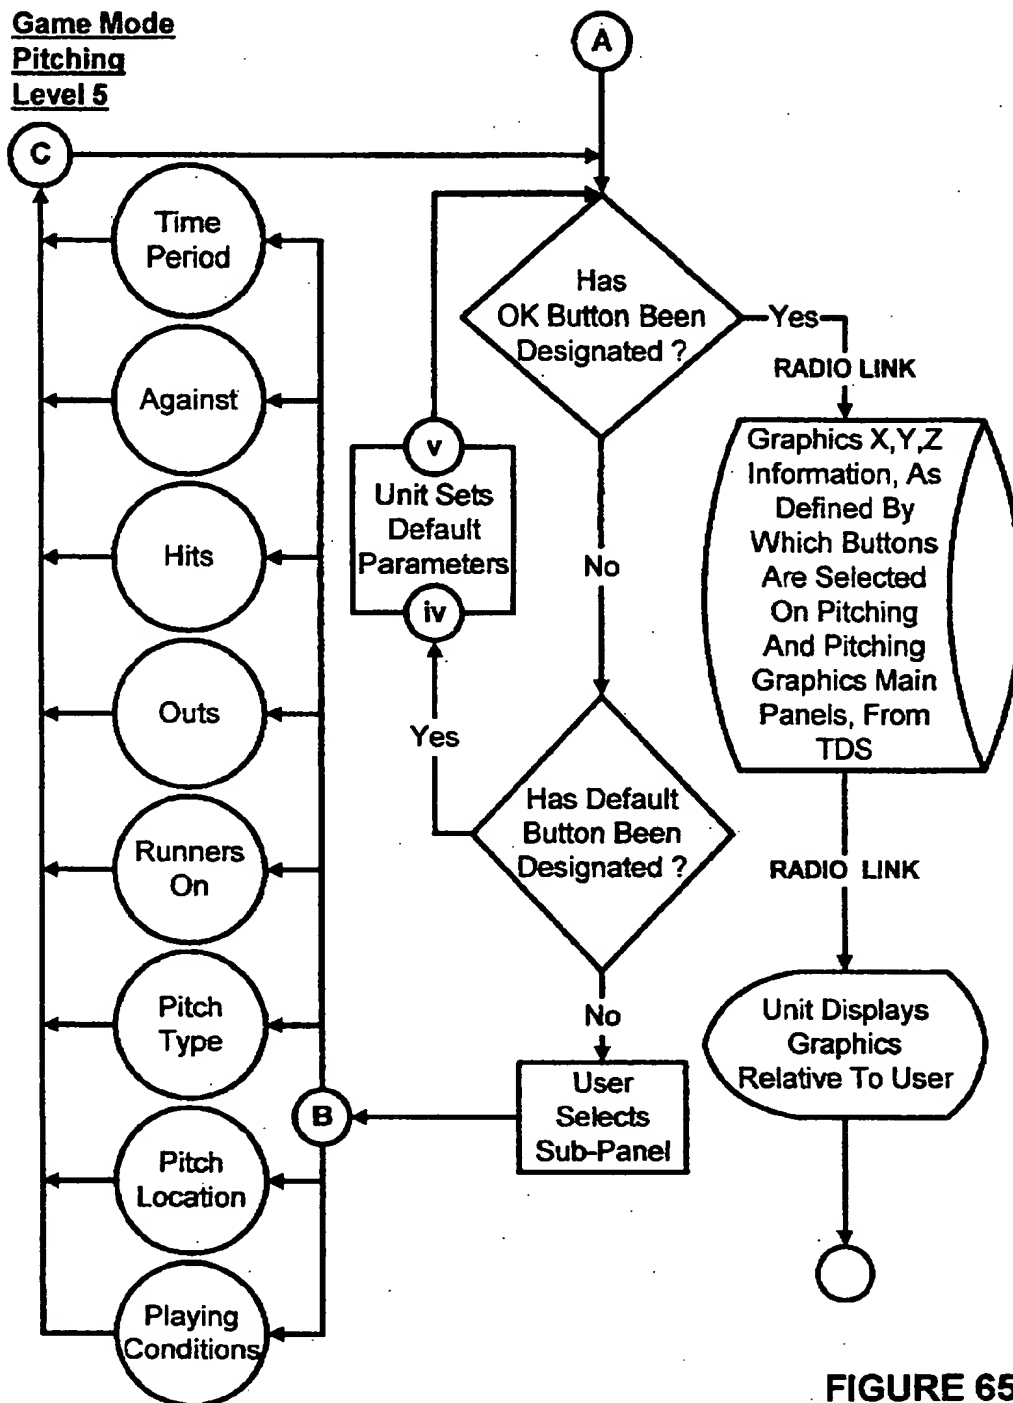 Game Mode
Pitching
Level 5
A
C
Time
Period
Against
Hits
Outs
Runners
On
Pitch
Type
Pitch
Location
Playing
Conditions
B
Has
OK Button Been
Designated ?
Yes
RADIO LINK
No
v
Unit Sets
Default
Parameters
iv
Yes
Has Default
Button Been
Designated ?
No
User
Selects
Sub-Panel
Graphics X,Y,Z
Information, As
Defined By
Which Buttons
Are Selected
On Pitching
And Pitching
Graphics Main
Panels, From
TDS
RADIO LINK
Unit Displays
Graphics
Relative To User
FIGURE 65